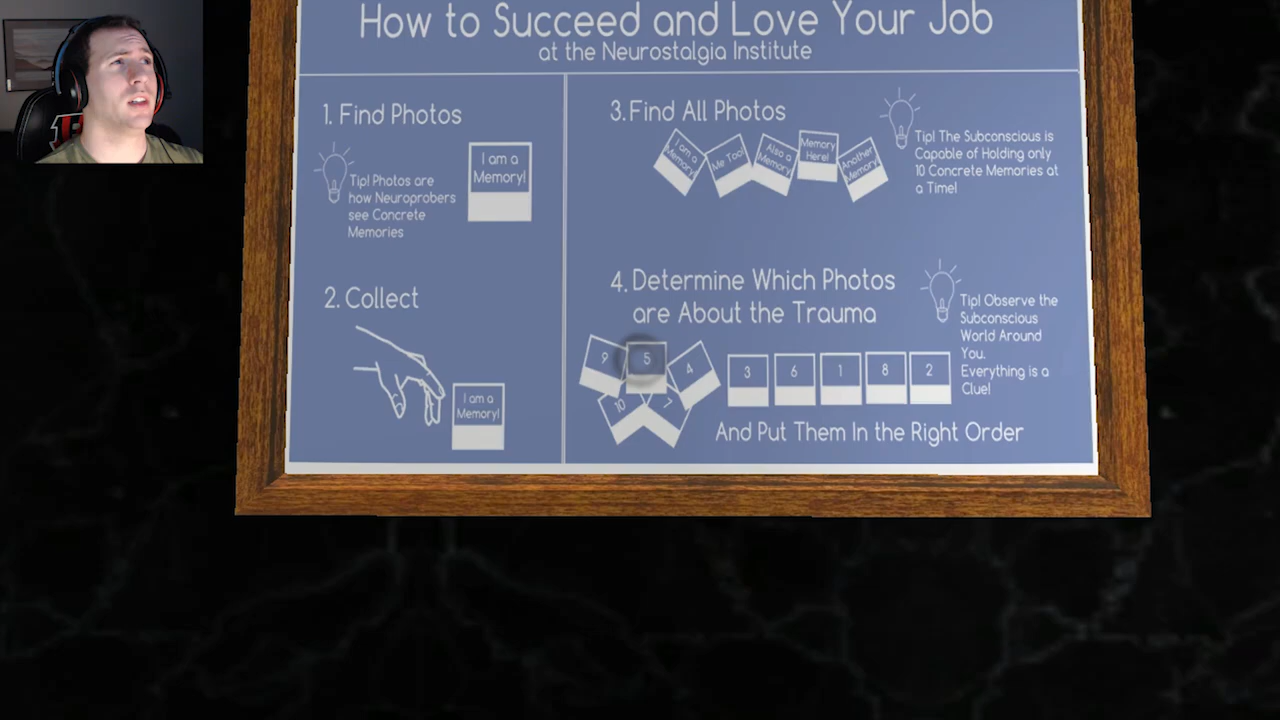 How to Succeed and Love Your Job
at the Neurostalgia Institute
1. Find Photos
I am a
Memory!
Tip! Photos are
how Neuroprobers
see Concrete
Memories
2. Collect
I am a
Memory!
3. Find All Photos
I am a
Memory!
Me Too!
Also a
Memory!
Memory
Here!
Another
Memory!
Tip! The Subconscious is
Capable of Holding only
10 Concrete Memories at
a Time!
4. Determine Which Photos
are About the Trauma
Tip! Observe the
Subconscious
World Around
You.
Everything is a
Clue!
9 5 4
10 7
3 6 1 8 2
And Put Them In the Right Order